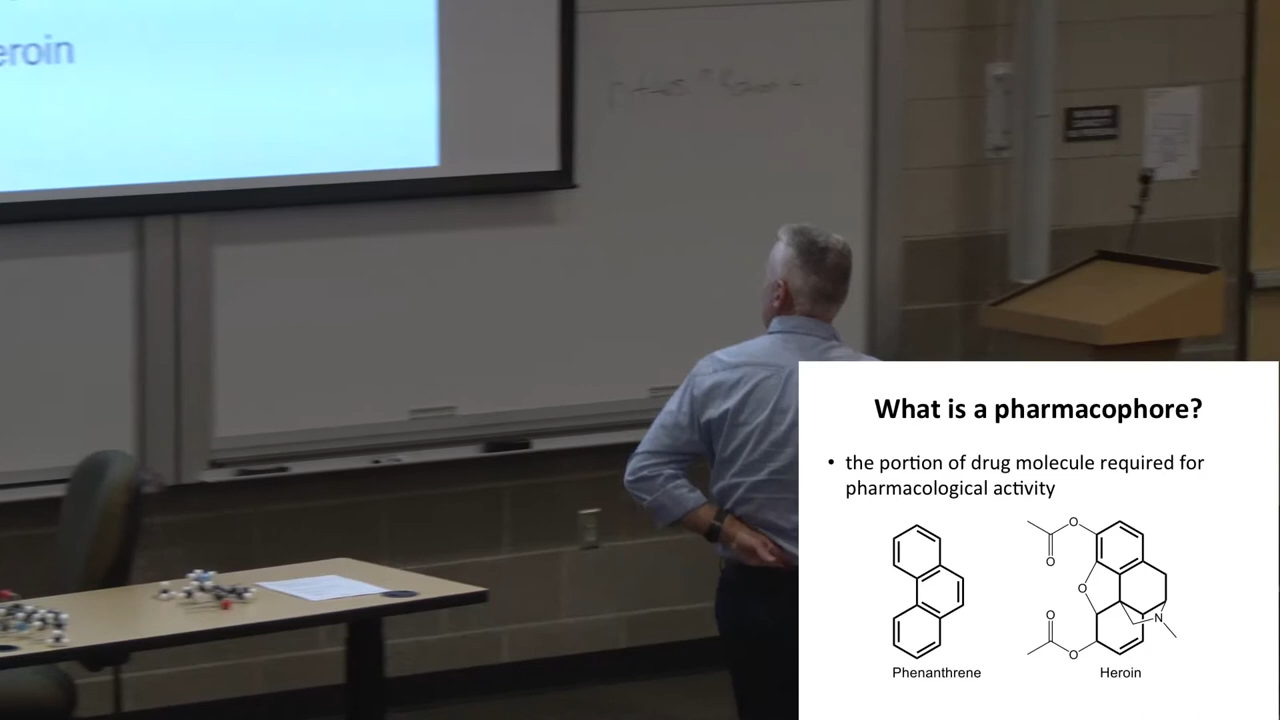 eroin
What is a pharmacophore?
• the portion of drug molecule required for
pharmacological activity
O
O
O
O
O
N
Phenanthrene
Heroin